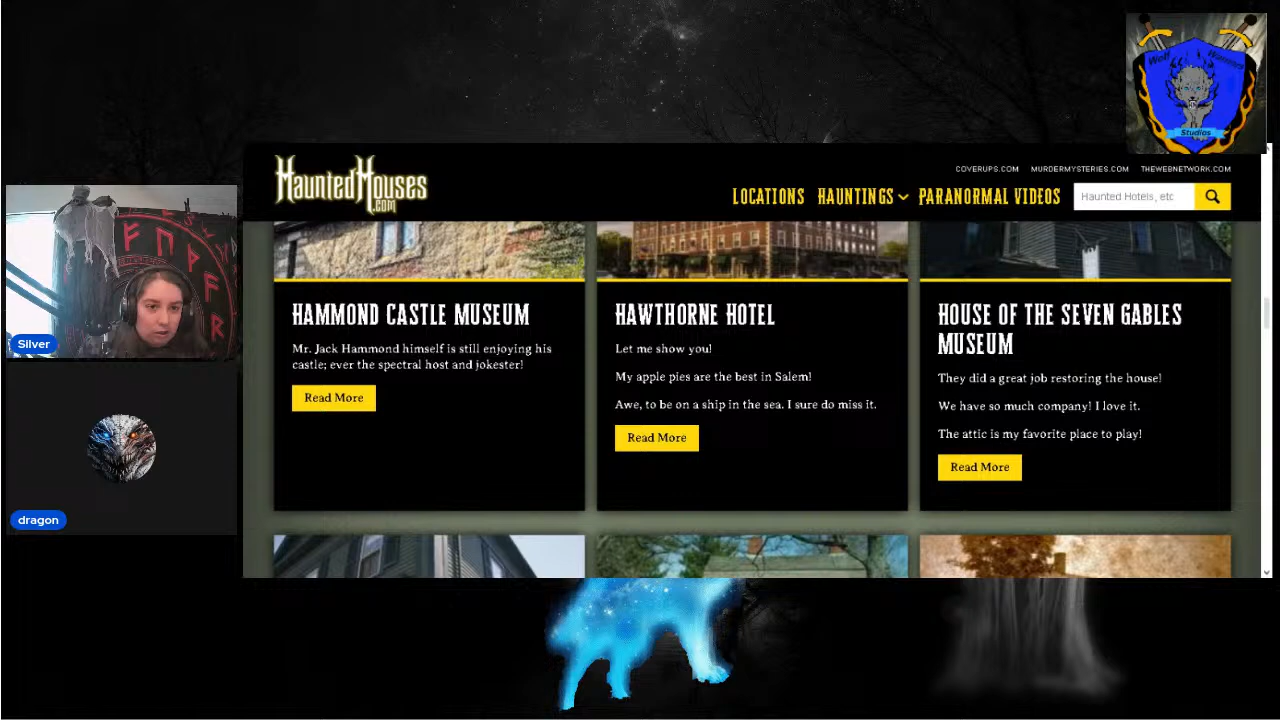 Wolf Warriors
Studios
HauntedHouses
.com
COVERUPS.COM MURDERMYSTERIES.COM THEWEBNETWORK.COM
LOCATIONS HAUNTINGS PARANORMAL VIDEOS
Haunted Hotels, etc
Silver
dragon
HAMMOND CASTLE MUSEUM
Mr. Jack Hammond himself is still enjoying his
castle; ever the spectral host and jokester!
Read More
HAWTHORNE HOTEL
Let me show you!
My apple pies are the best in Salem!
Awe, to be on a ship in the sea. I sure do miss it.
Read More
HOUSE OF THE SEVEN GABLES
MUSEUM
They did a great job restoring the house!
We have so much company! I love it.
The attic is my favorite place to play!
Read More